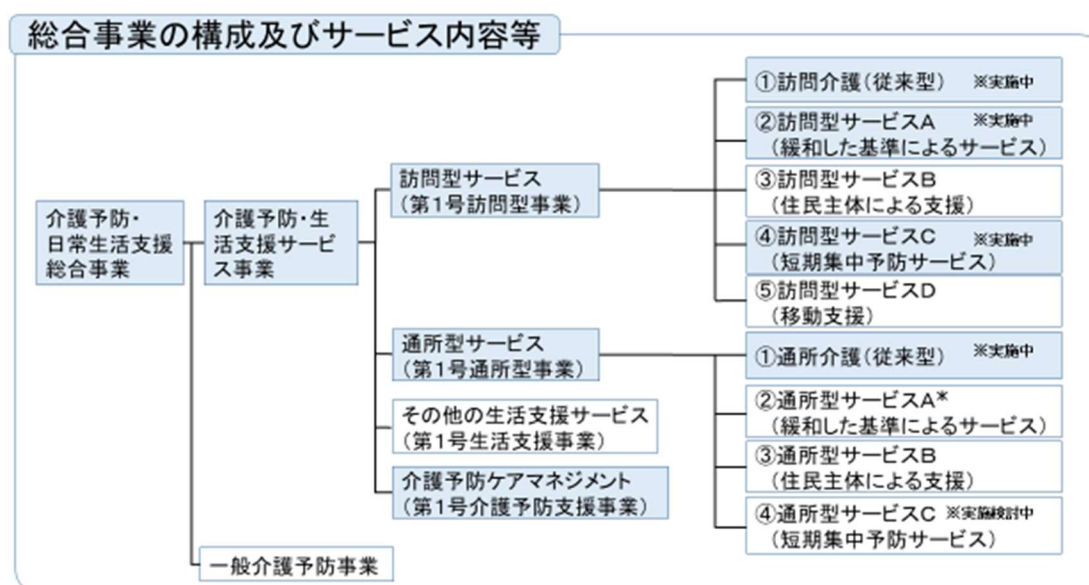 総合事業の構成及びサービス内容等
介護予防・
日常生活支援
総合事業
介護予防・生
活支援サービ
ス事業
訪問型サービス
(第1号訪問型事業)
①訪問介護(従来型) ※実施中
②訪問型サービスA ※実施中
(緩和した基準によるサービス)
③訪問型サービスB
(住民主体による支援)
④訪問型サービスC ※実施中
(短期集中予防サービス)
⑤訪問型サービスD
(移動支援)
通所型サービス
(第1号通所型事業)
①通所介護(従来型) ※実施中
②通所型サービスA*
(緩和した基準によるサービス)
③通所型サービスB
(住民主体による支援)
④通所型サービスC ※実施検討中
(短期集中予防サービス)
その他の生活支援サービス
(第1号生活支援事業)
介護予防ケアマネジメント
(第1号介護予防支援事業)
一般介護予防事業